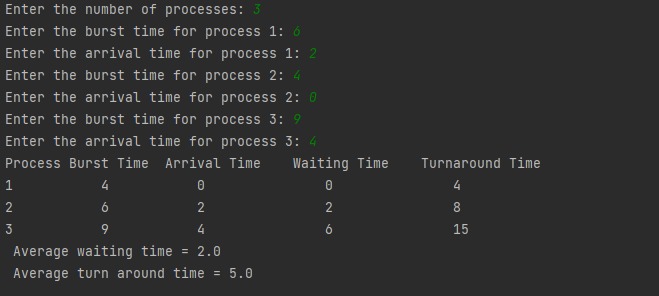 Enter the number of processes: 3
Enter the burst time for process 1: 6
Enter the arrival time for process 1: 2
Enter the burst time for process 2: 4
Enter the arrival time for process 2: 0
Enter the burst time for process 3: 9
Enter the arrival time for process 3: 4
Process Burst Time  Arrival Time    Waiting Time    Turnaround Time
1           4           0               0               4
2           6           2               2               8
3           9           4               6               15
 Average waiting time = 2.0
 Average turn around time = 5.0